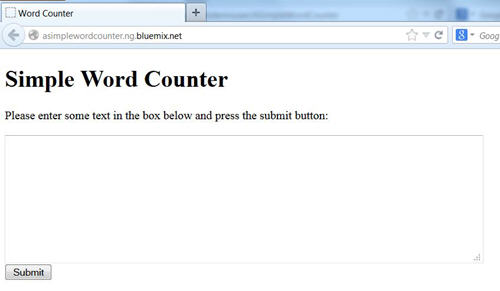 Word Counter
asimplewordcounter.ng.bluemix.net
Goog
Simple Word Counter
Please enter some text in the box below and press the submit button:
Submit